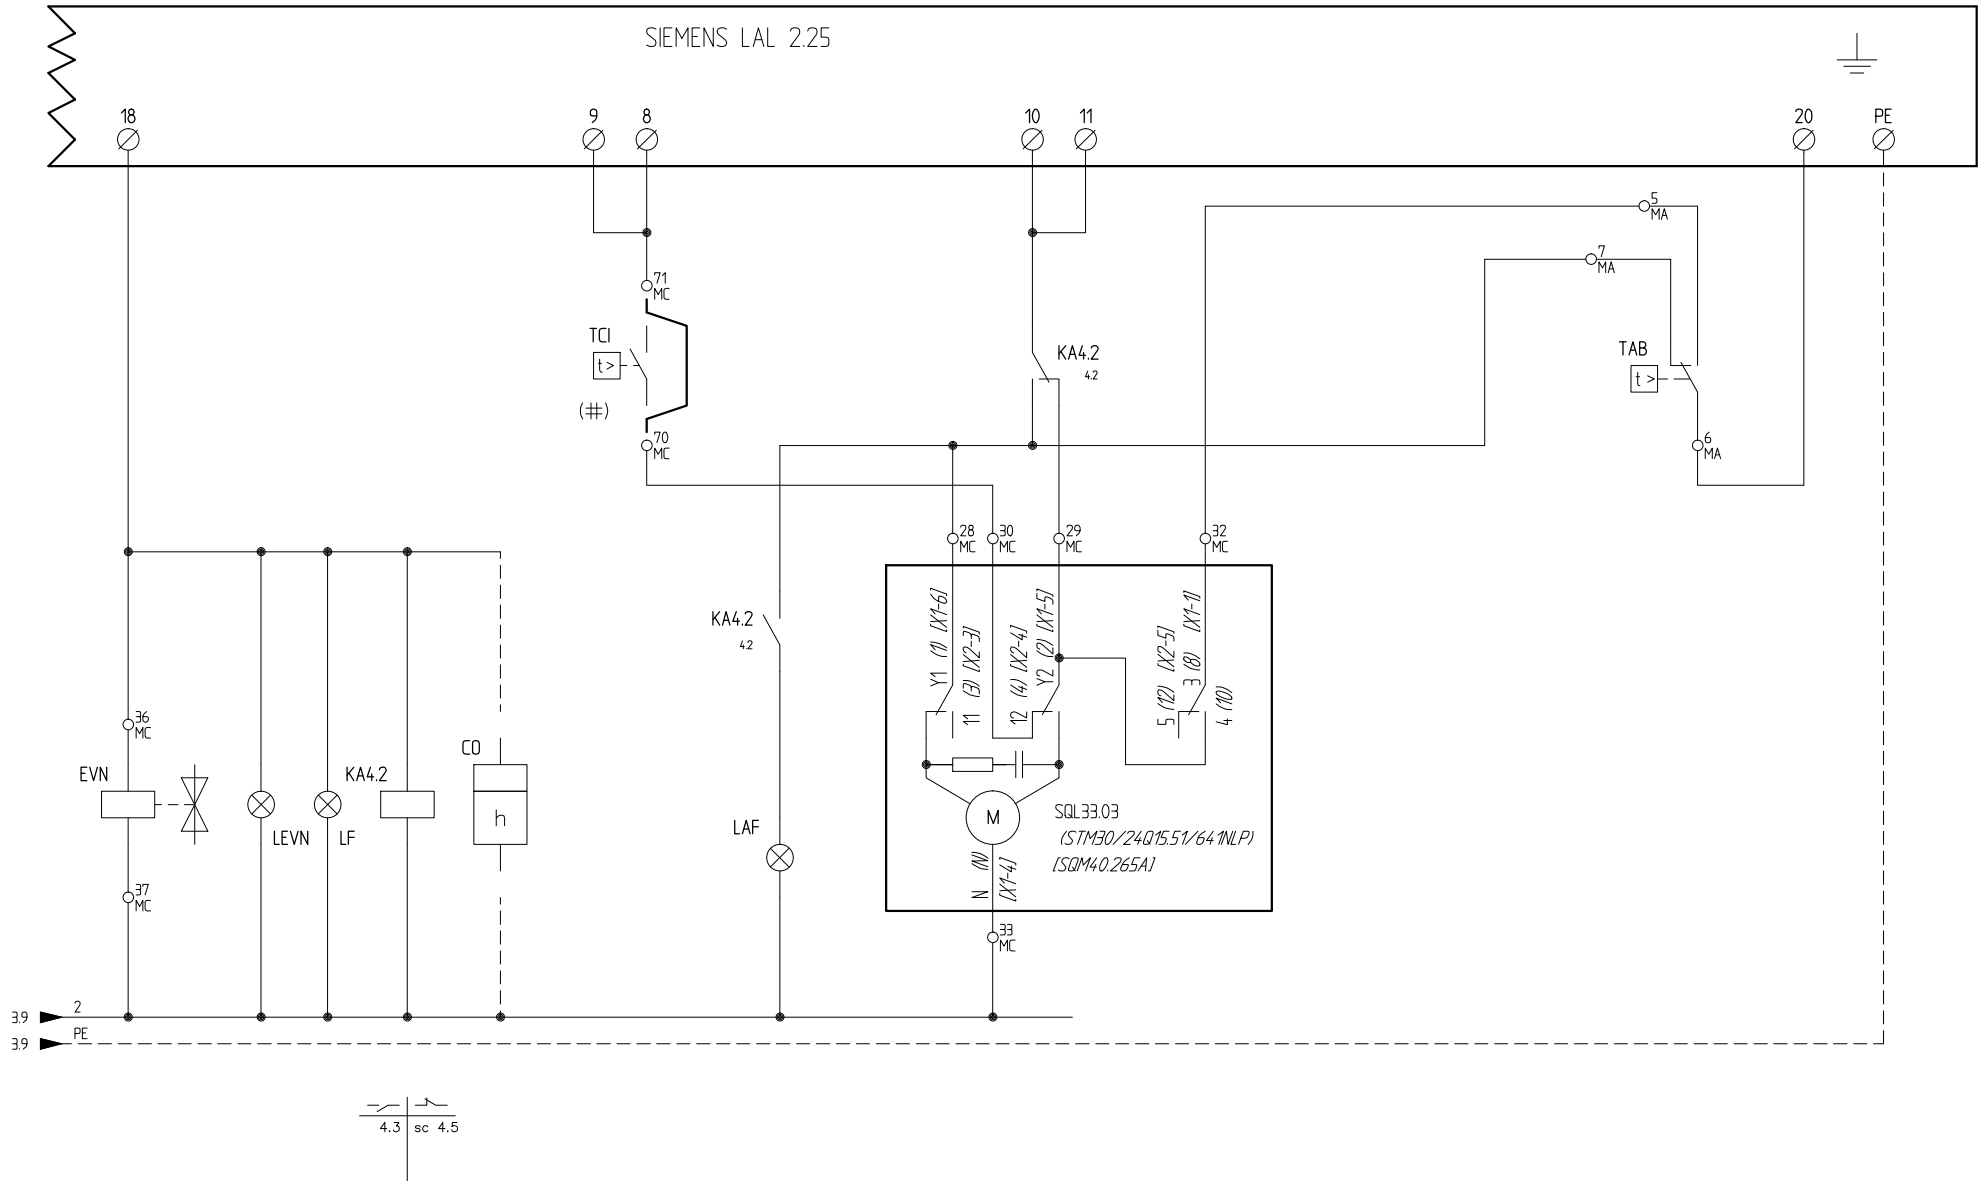 SIEMENS LAL 2.25
18
9
8
10
11
20
PE
5
MA
7
MA
71
MC
TCI
t >
(#)
KA4.2
4.2
TAB
t >
70
MC
6
MA
28
MC
30
MC
29
MC
32
MC
KA4.2
4.2
Y1 (1) [X1-6]
11 (3) [X2-3]
12 (4) [X2-4]
Y2 (2) [X1-5]
5 (12) [X2-5]
3 (8) [X1-1]
4 (10)
36
MC
EVN
LEVN
LF
KA4.2
CO
h
LAF
M
SQL33.03
(STM30/24Q15.51/641NLP)
[SQM40.265A]
N (N)
[X1-4]
37
MC
33
MC
3.9
2
3.9
PE
4.3
sc 4.5